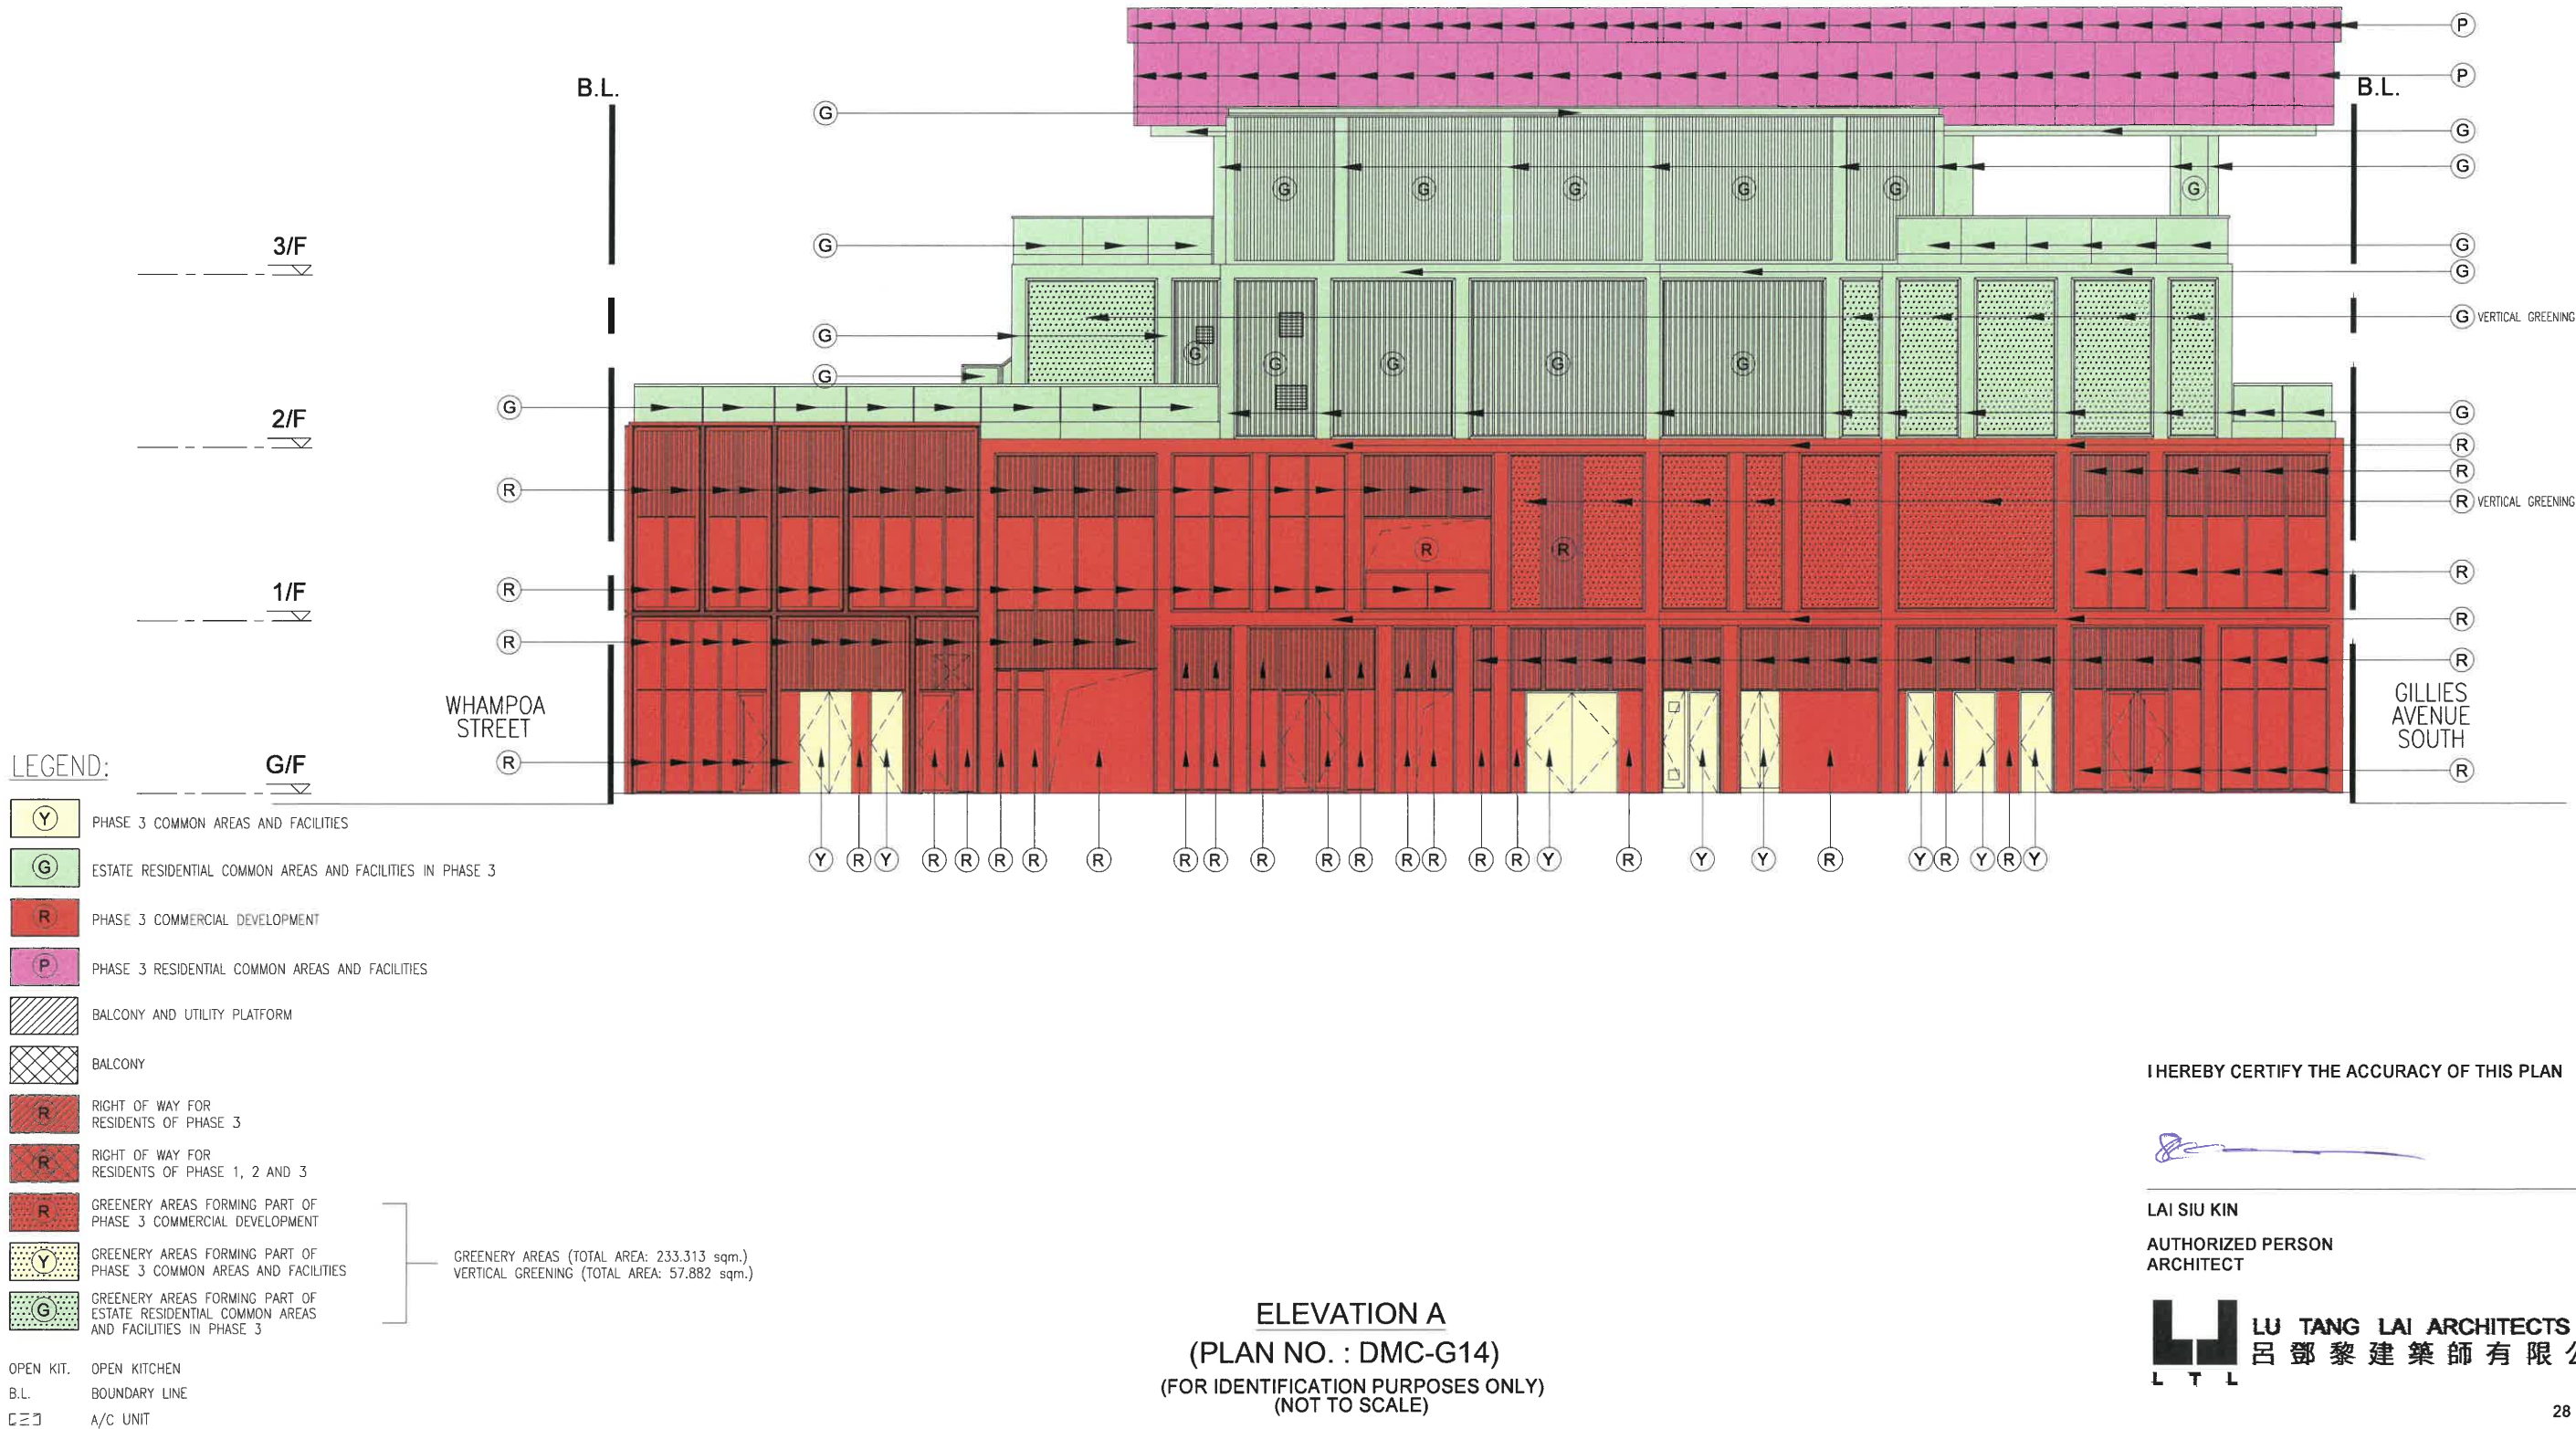 P
B.L.
P
B.L.
G
G
G
G G G G G G
3/F
G
G
G
G VERTICAL GREENING
G
G G G G G
G
2/F
G
G
R
R
R
R VERTICAL GREENING
R R
R
1/F
R
R
R
R
WHAMPOA
STREET
GILLIES
AVENUE
SOUTH
G/F
R
R
Y R Y R R R R R R R R R R R R R R Y R Y Y R Y R Y R Y
LEGEND:
Y PHASE 3 COMMON AREAS AND FACILITIES
G ESTATE RESIDENTIAL COMMON AREAS AND FACILITIES IN PHASE 3
R PHASE 3 COMMERCIAL DEVELOPMENT
P PHASE 3 RESIDENTIAL COMMON AREAS AND FACILITIES
BALCONY AND UTILITY PLATFORM
BALCONY
R RIGHT OF WAY FOR
RESIDENTS OF PHASE 3
R RIGHT OF WAY FOR
RESIDENTS OF PHASE 1, 2 AND 3
R GREENERY AREAS FORMING PART OF
PHASE 3 COMMERCIAL DEVELOPMENT
Y GREENERY AREAS FORMING PART OF
PHASE 3 COMMON AREAS AND FACILITIES
G GREENERY AREAS FORMING PART OF
ESTATE RESIDENTIAL COMMON AREAS
AND FACILITIES IN PHASE 3
GREENERY AREAS (TOTAL AREA: 233.313 sqm.)
VERTICAL GREENING (TOTAL AREA: 57.882 sqm.)
OPEN KIT. OPEN KITCHEN
B.L. BOUNDARY LINE
A/C UNIT
ELEVATION A
(PLAN NO. : DMC-G14)
(FOR IDENTIFICATION PURPOSES ONLY)
(NOT TO SCALE)
I HEREBY CERTIFY THE ACCURACY OF THIS PLAN
LAI SIU KIN
AUTHORIZED PERSON
ARCHITECT
LU TANG LAI ARCHITECTS
呂鄧黎建築師有限
L T L
28